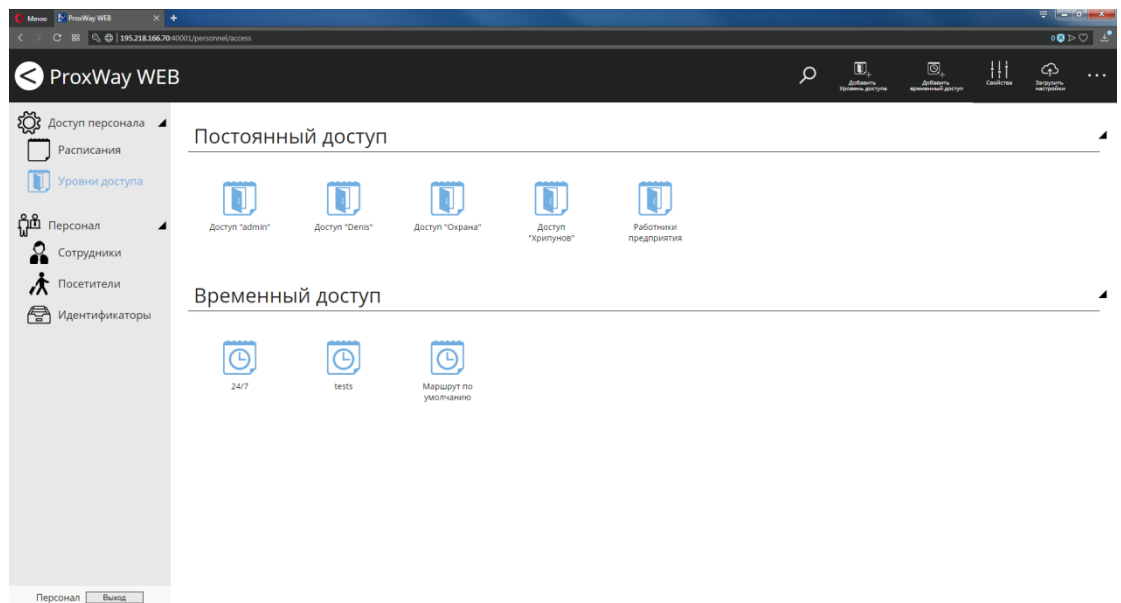 Меню ProxWay WEB
195.218.166.70:40001/personnel/access
ProxWay WEB
Добавить
Уровень доступа
Добавить
временный доступ
Свойства
Загрузить
настройки
Доступ персонала
Расписания
Уровни доступа
Персонал
Сотрудники
Посетители
Идентификаторы
Постоянный доступ
Доступ "admin"
Доступ "Denis"
Доступ "Охрана"
Доступ
"Хрипунов"
Работники
предприятия
Временный доступ
24/7
tests
Маршрут по
умолчанию
Персонал Выход